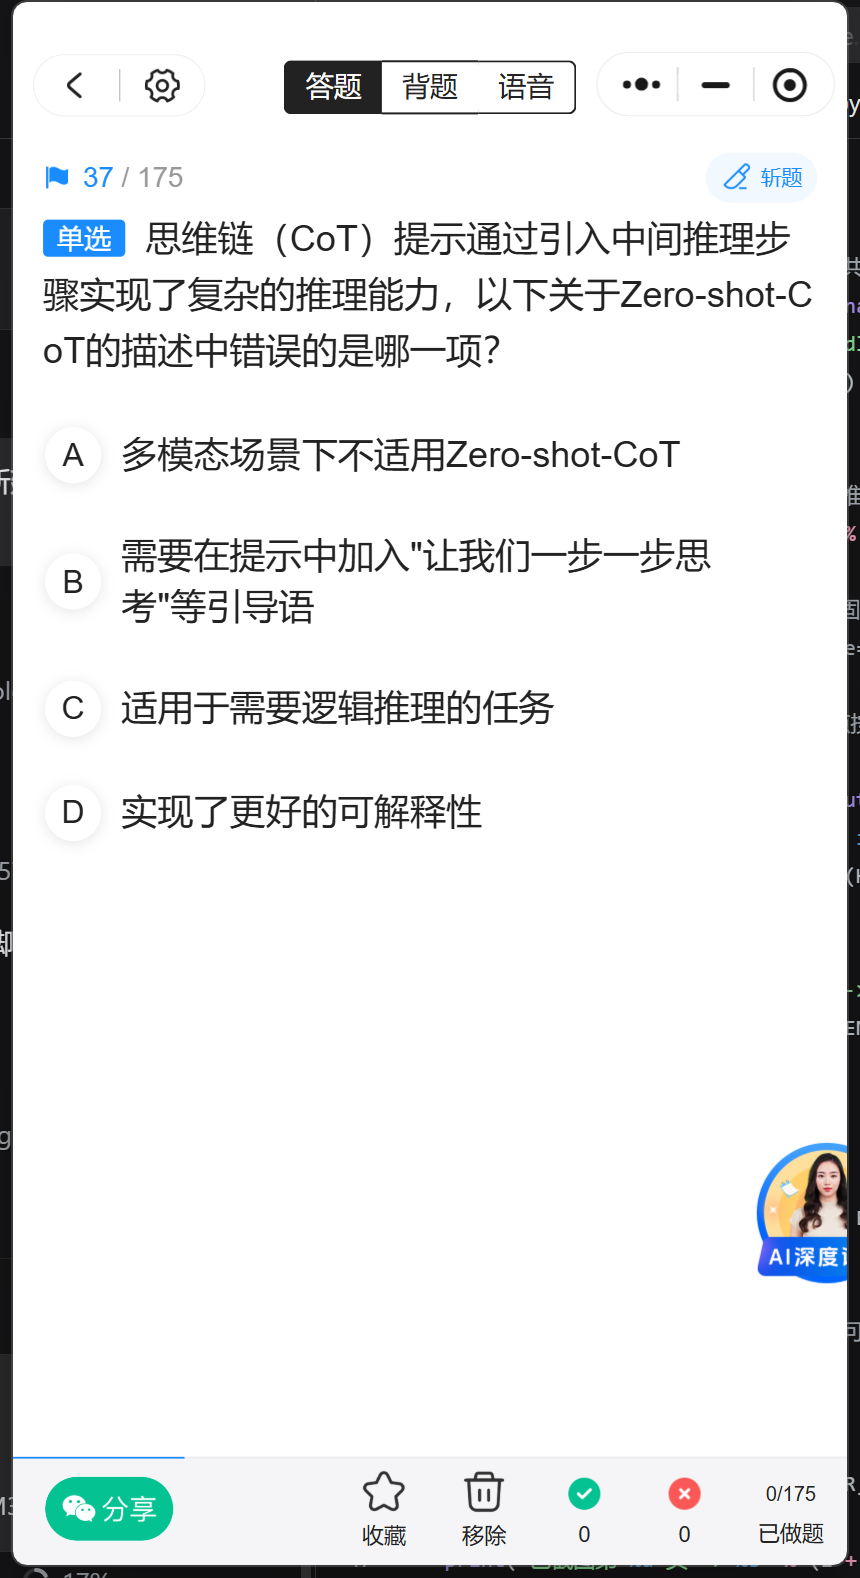 答题 背题 语音
37 / 175
斩题
单选 思维链（CoT）提示通过引入中间推理步
骤实现了复杂的推理能力，以下关于Zero-shot-C
oT的描述中错误的是哪一项？
A 多模态场景下不适用Zero-shot-CoT
B 需要在提示中加入"让我们一步一步思
考"等引导语
C 适用于需要逻辑推理的任务
D 实现了更好的可解释性
AI深度
分享
收藏
移除
0
0
0/175
已做题